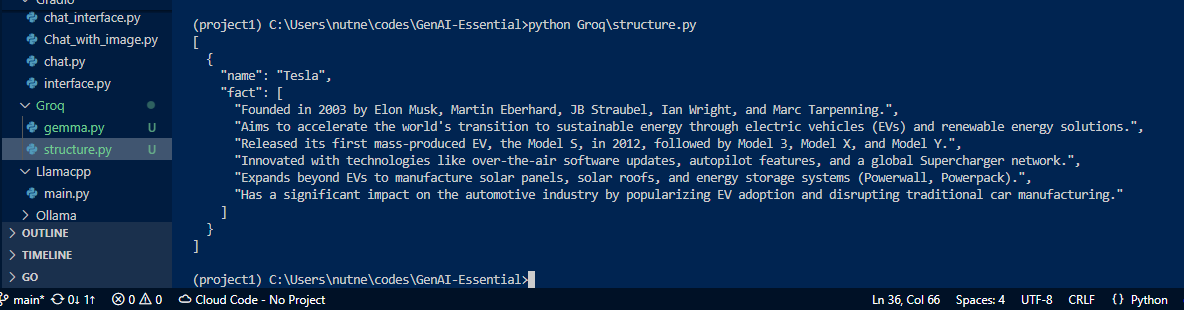 Gradio
chat_interface.py
Chat_with_image.py
chat.py
interface.py
Groq
gemma.py U
structure.py U
Llamacpp
main.py
Ollama
OUTLINE
TIMELINE
GO
(project1) C:\Users\nutne\codes\GenAI-Essential>python Groq\structure.py
[
{
"name": "Tesla",
"fact": [
"Founded in 2003 by Elon Musk, Martin Eberhard, JB Straubel, Ian Wright, and Marc Tarpenning.",
"Aims to accelerate the world's transition to sustainable energy through electric vehicles (EVs) and renewable energy solutions.",
"Released its first mass-produced EV, the Model S, in 2012, followed by Model 3, Model X, and Model Y.",
"Innovated with technologies like over-the-air software updates, autopilot features, and a global Supercharger network.",
"Expands beyond EVs to manufacture solar panels, solar roofs, and energy storage systems (Powerwall, Powerpack).",
"Has a significant impact on the automotive industry by popularizing EV adoption and disrupting traditional car manufacturing."
]
}
]
(project1) C:\Users\nutne\codes\GenAI-Essential>
main* 0↓ 1↑ 0 0 Cloud Code - No Project Ln 36, Col 66 Spaces: 4 UTF-8 CRLF {} Python